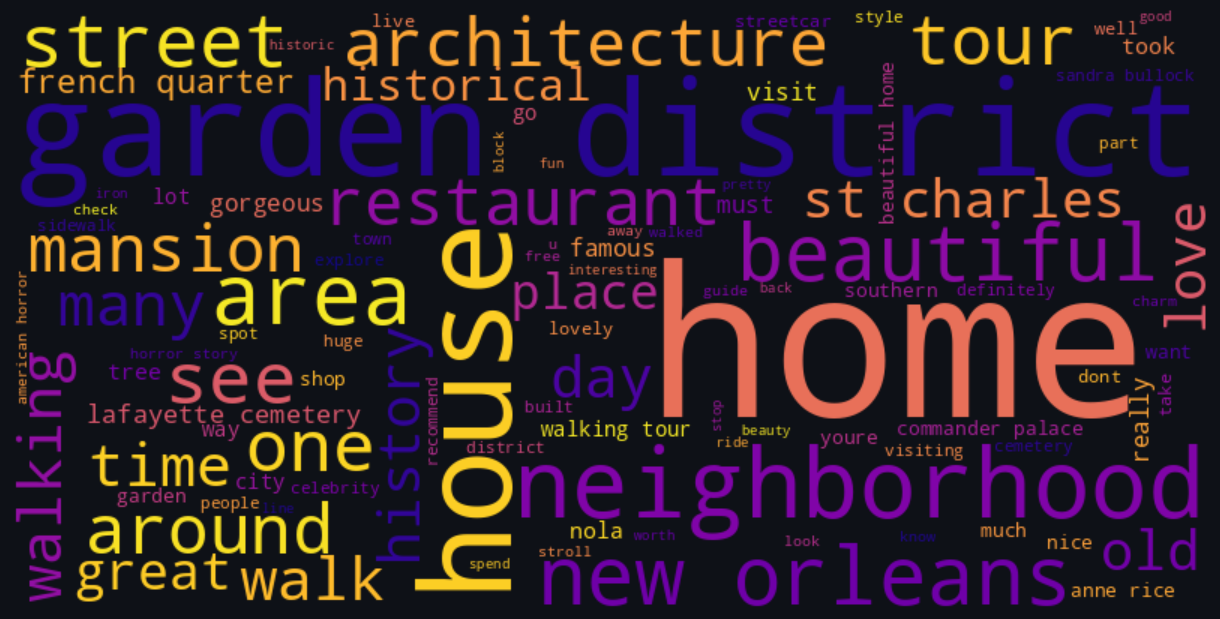 street
historic
live
architecture
streetcar
style
tour
well
good
took
french quarter
historical
visit
sandra bullock
go
garden district
beautiful home
block
fun
part
iron
lot
check
gorgeous
restaurant
pretty
must
st charles
sidewalk
mansion
town
explore
u
free
away
walked
famous
interesting
beautiful
love
many
area
house
place
guide
back
southern
definitely
charm
american horror
spot
huge
lovely
home
want
horror story
tree
see
shop
history
day
dont
really
take
walking
lafayette cemetery
way
recommend
built
stop
walking tour
ride
beauty
youre
commander palace
visiting
cemetery
time
one
district
neighborhood
garden
city
celebrity
people
line
around
nola
worth
look
know
much
nice
old
great
walk
spend
stroll
new orleans
anne rice